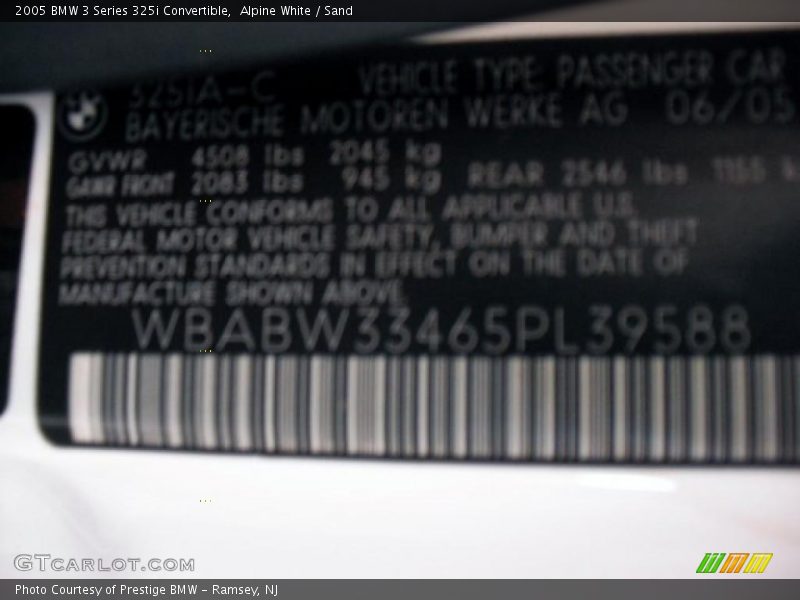 2005 BMW 3 Series 325i Convertible,  Alpine White / Sand
325iA-C VEHICLE TYPE: PASSENGER CAR
BAYERISCHE MOTOREN WERKE AG 06/05
GVWR 4508 lbs 2045 kg
GAWR FRONT 2083 lbs 945 kg REAR 2546 lbs 1155 k
THIS VEHICLE CONFORMS TO ALL APPLICABLE U.S.
FEDERAL MOTOR VEHICLE SAFETY, BUMPER AND THEFT
PREVENTION STANDARDS IN EFFECT ON THE DATE OF
MANUFACTURE SHOWN ABOVE.
WBABW33465PL39588
GTCARLOT.COM
Photo Courtesy of Prestige BMW - Ramsey, NJ